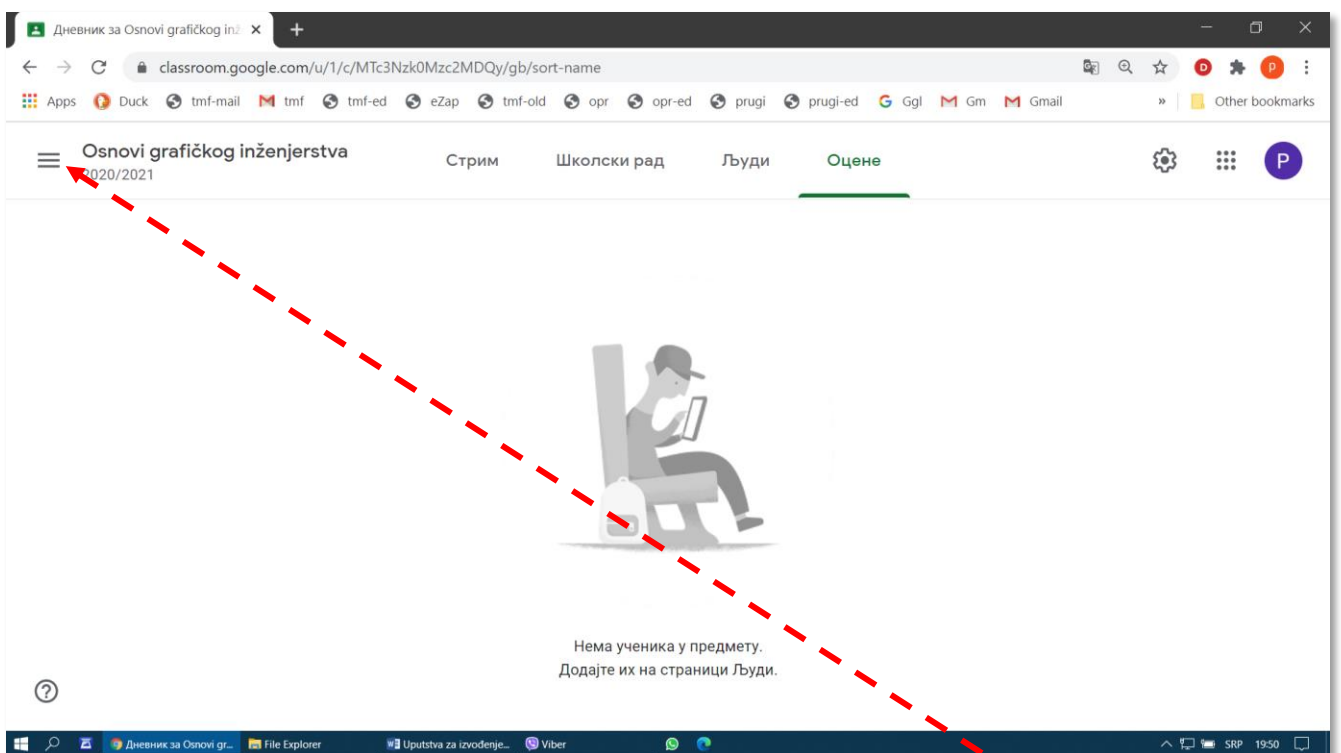 Дневник за Osnovi grafičkog inž
classroom.google.com/u/1/c/MTc3Nzk0Mzc2MDQy/gb/sort-name
D P
Apps Duck tmf-mail tmf tmf-ed eZap tmf-old opr opr-ed prugi prugi-ed Ggl Gm Gmail » Other bookmarks
Osnovi grafičkog inženjerstva
2020/2021
Стрим Школски рад Људи Оцене
P
Нема ученика у предмету.
Додајте их на страници Људи.
Дневник за Osnovi gr... File Explorer Uputstva za izvođenje... Viber SRP 19:50